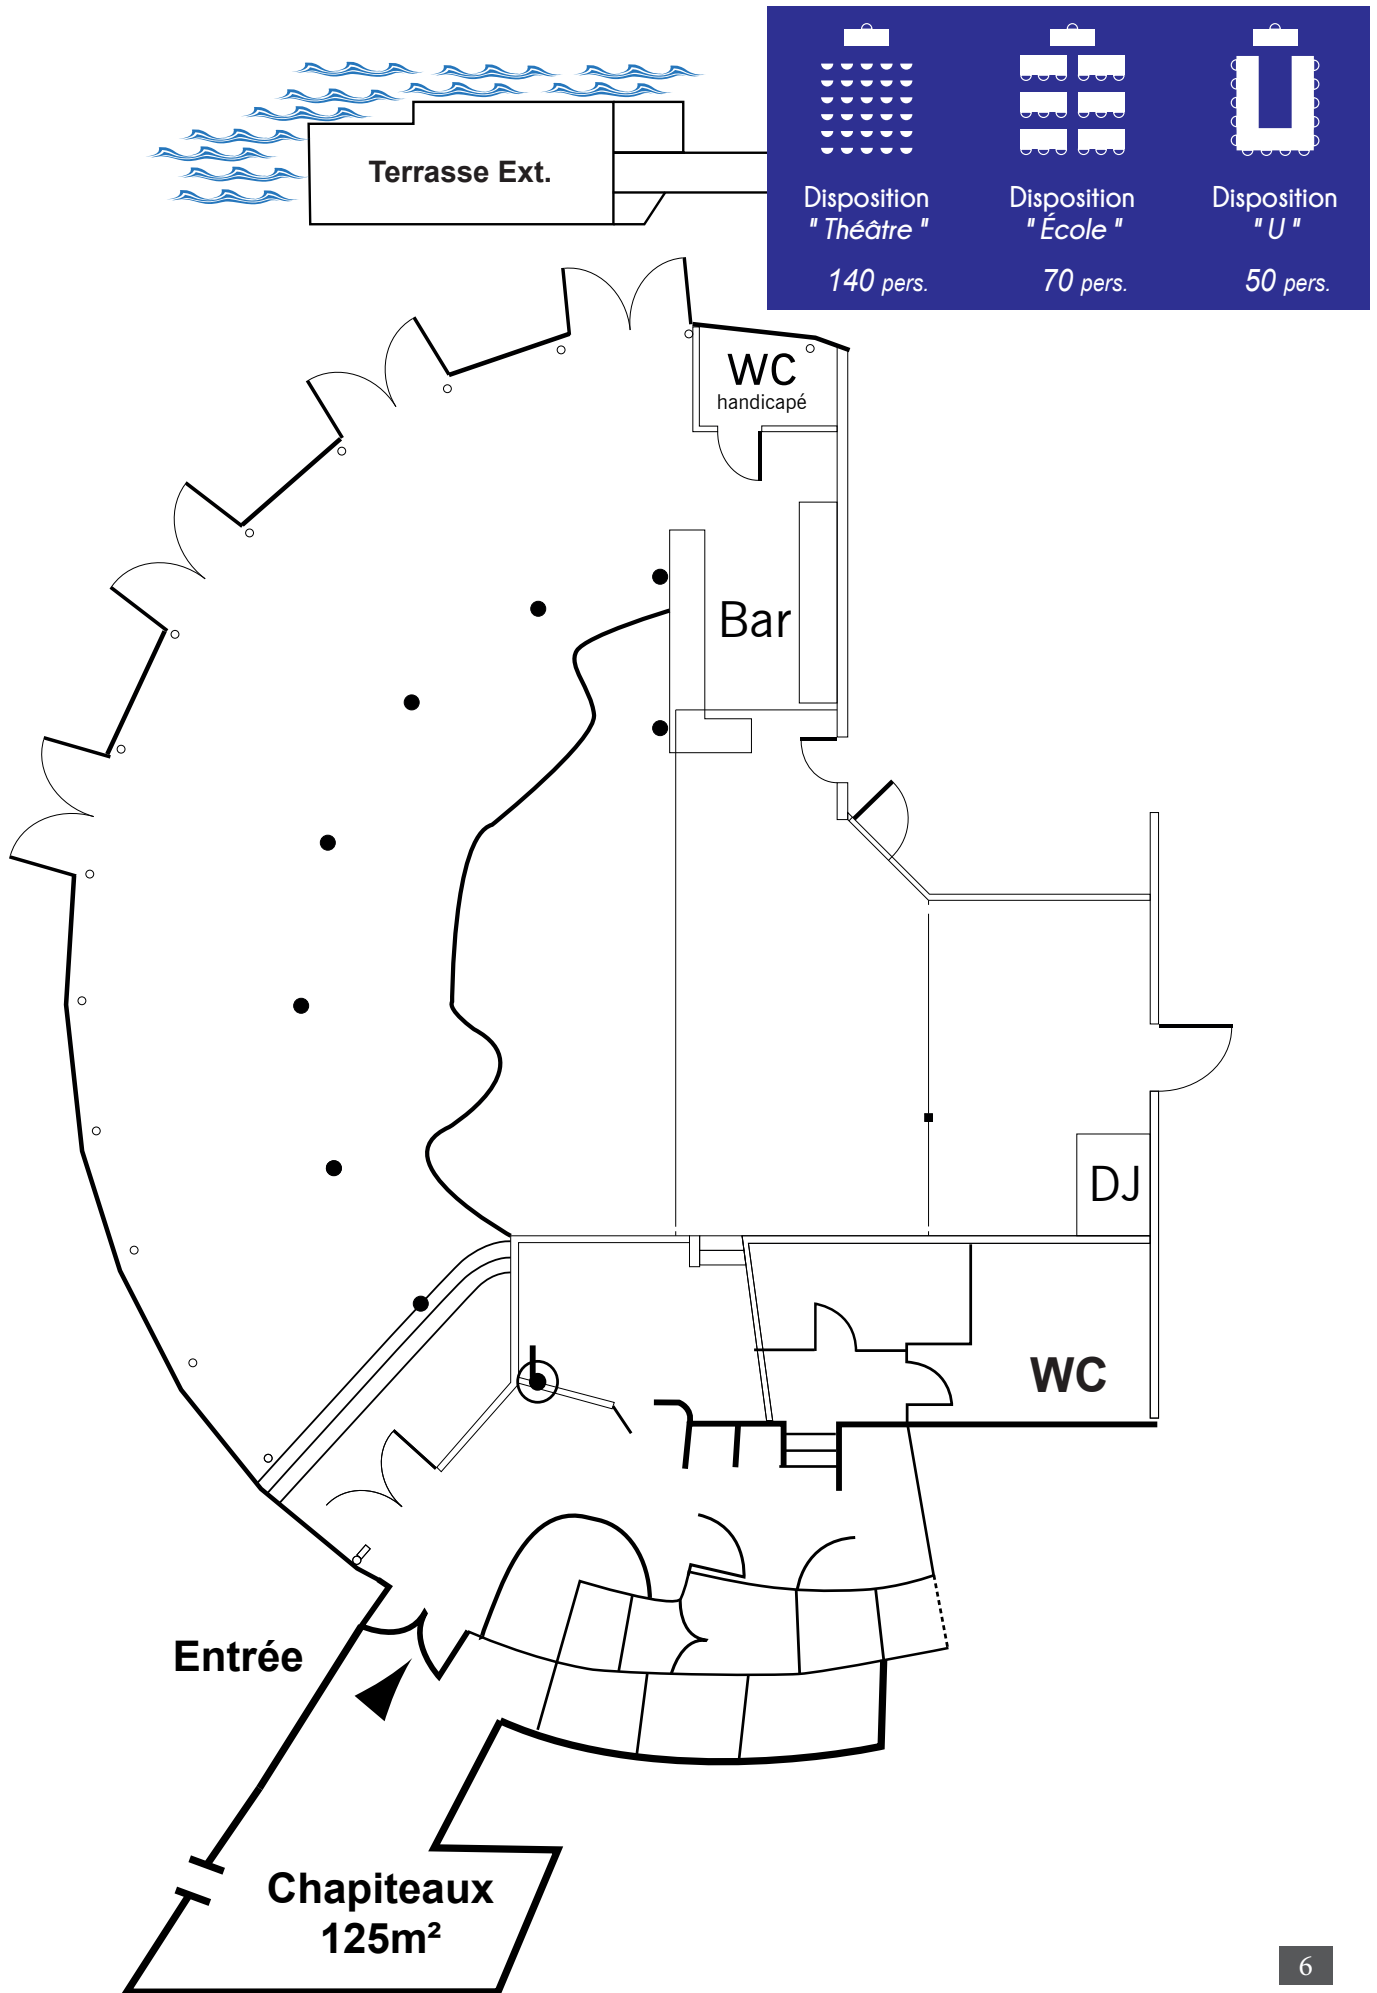 Terrasse Ext.
Disposition
" Théâtre "
140 pers.
Disposition
" École "
70 pers.
Disposition
" U "
50 pers.
WC
handicapé
Bar
DJ
WC
Entrée
Chapiteaux
125m²
6